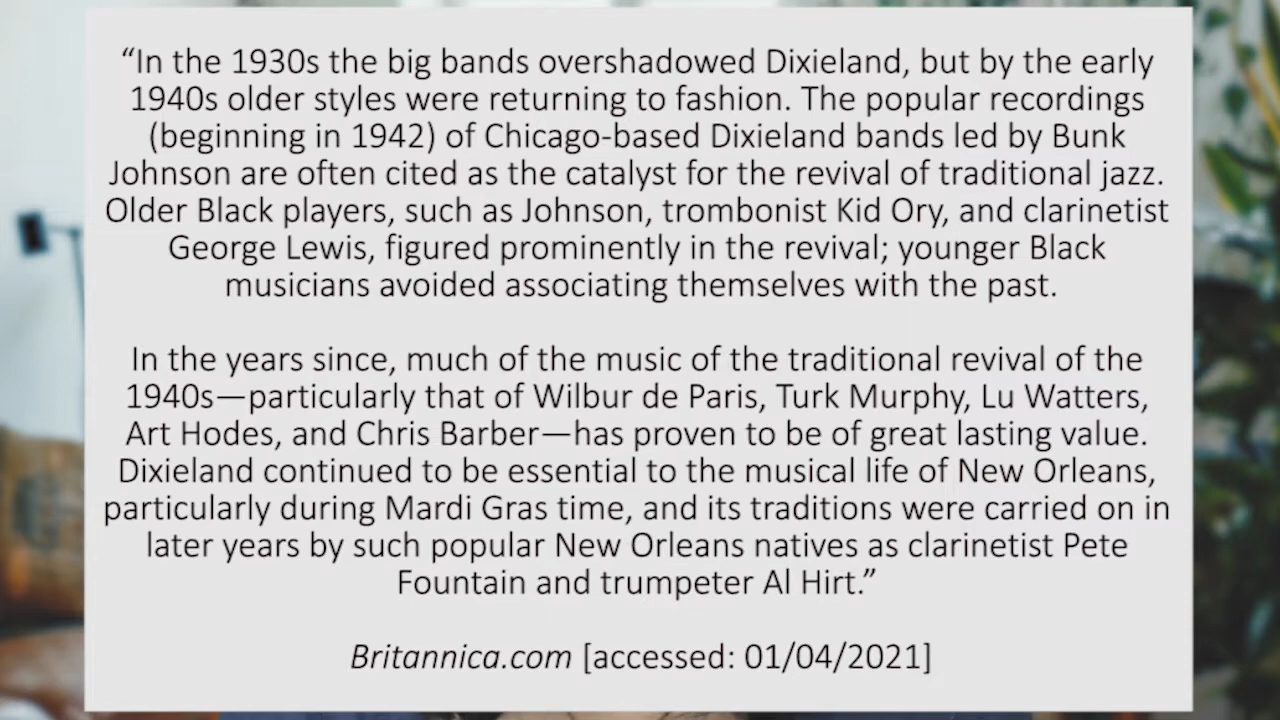 “In the 1930s the big bands overshadowed Dixieland, but by the early
1940s older styles were returning to fashion. The popular recordings
(beginning in 1942) of Chicago-based Dixieland bands led by Bunk
Johnson are often cited as the catalyst for the revival of traditional jazz.
Older Black players, such as Johnson, trombonist Kid Ory, and clarinetist
George Lewis, figured prominently in the revival; younger Black
musicians avoided associating themselves with the past.
In the years since, much of the music of the traditional revival of the
1940s—particularly that of Wilbur de Paris, Turk Murphy, Lu Watters,
Art Hodes, and Chris Barber—has proven to be of great lasting value.
Dixieland continued to be essential to the musical life of New Orleans,
particularly during Mardi Gras time, and its traditions were carried on in
later years by such popular New Orleans natives as clarinetist Pete
Fountain and trumpeter Al Hirt.”
Britannica.com [accessed: 01/04/2021]